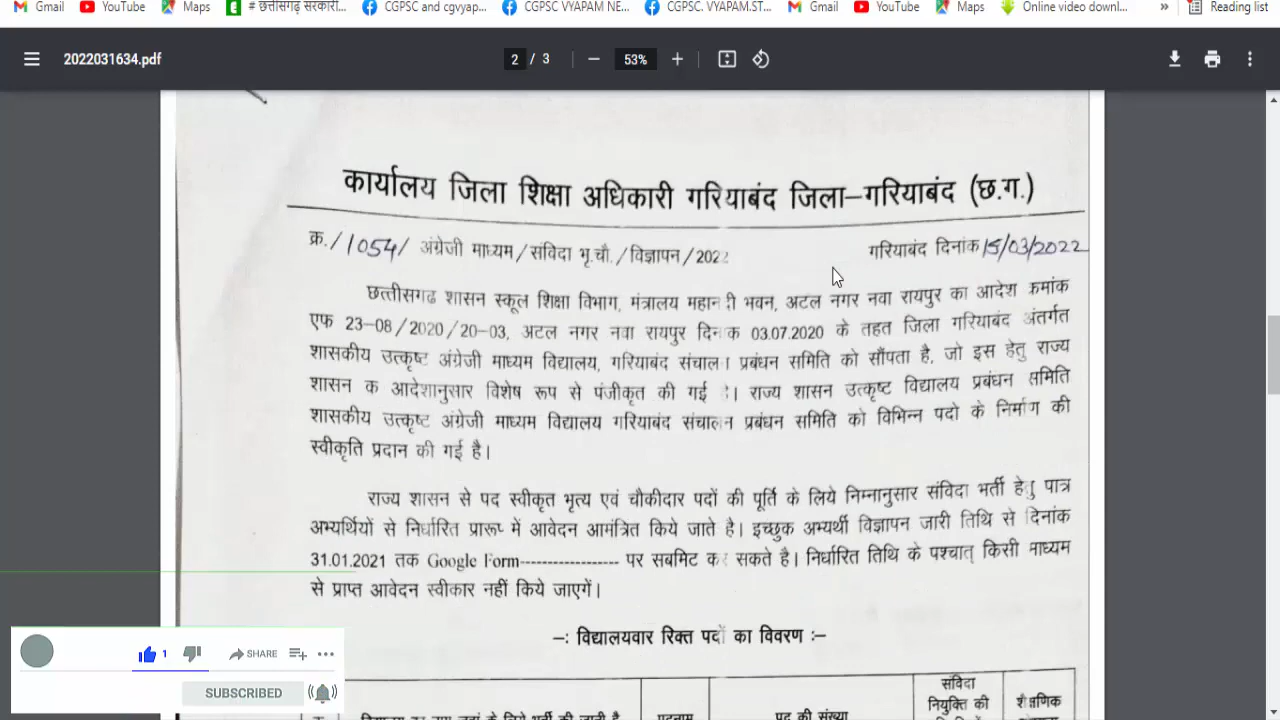 Gmail YouTube Maps # छत्तीसगढ़ सरकारी... CGPSC and cgvyap... CGPSC VYAPAM NE... CGPSC. VYAPAM.ST... Gmail YouTube Maps Online video downl... » Reading list
2022031634.pdf 2 / 3 53%
कार्यालय जिला शिक्षा अधिकारी गरियाबंद जिला–गरियाबंद (छ.ग.)
क्र./1054/ अंग्रेजी माध्यम/संविदा भृ.चौ./विज्ञापन/2022 गरियाबंद दिनांक 15/03/2022
छत्तीसगढ शासन स्कूल शिक्षा विभाग, मंत्रालय महानदी भवन, अटल नगर नवा रायपुर का आदेश क्रमांक
एफ 23-08/2020/20-03, अटल नगर नवा रायपुर दिनांक 03.07.2020 के तहत जिला गरियाबंद अंतर्गत
शासकीय उत्कृष्ट अंग्रेजी माध्यम विद्यालय, गरियाबंद संचालन प्रबंधन समिति को सौंपता है, जो इस हेतु राज्य
शासन क आदेशानुसार विशेष रूप से पंजीकृत की गई है। राज्य शासन उत्कृष्ट विद्यालय प्रबंधन समिति
शासकीय उत्कृष्ट अंग्रेजी माध्यम विद्यालय गरियाबंद संचालन प्रबंधन समिति को विभिन्न पदो के निर्माण की
स्वीकृति प्रदान की गई है।
राज्य शासन से पद स्वीकृत भृत्य एवं चौकीदार पदों की पूर्ति के लिये निम्नानुसार संविदा भर्ती हेतु पात्र
अभ्यर्थियों से निर्धारित प्रारूप में आवेदन आमंत्रित किये जाते है। इच्छुक अभ्यर्थी विज्ञापन जारी तिथि से दिनांक
31.01.2021 तक Google Form------------------ पर सबमिट कर सकते है। निर्धारित तिथि के पश्चात् किसी माध्यम
से प्राप्त आवेदन स्वीकार नहीं किये जाएगें।
–: विद्यालयवार रिक्त पदों का विवरण :–
संविदा
नियुक्ति की शैक्षणिक
विद्यालय का नाम जहां के लिये भर्ती की जाती है पदनाम पद की संख्या
1 SHARE
SUBSCRIBED